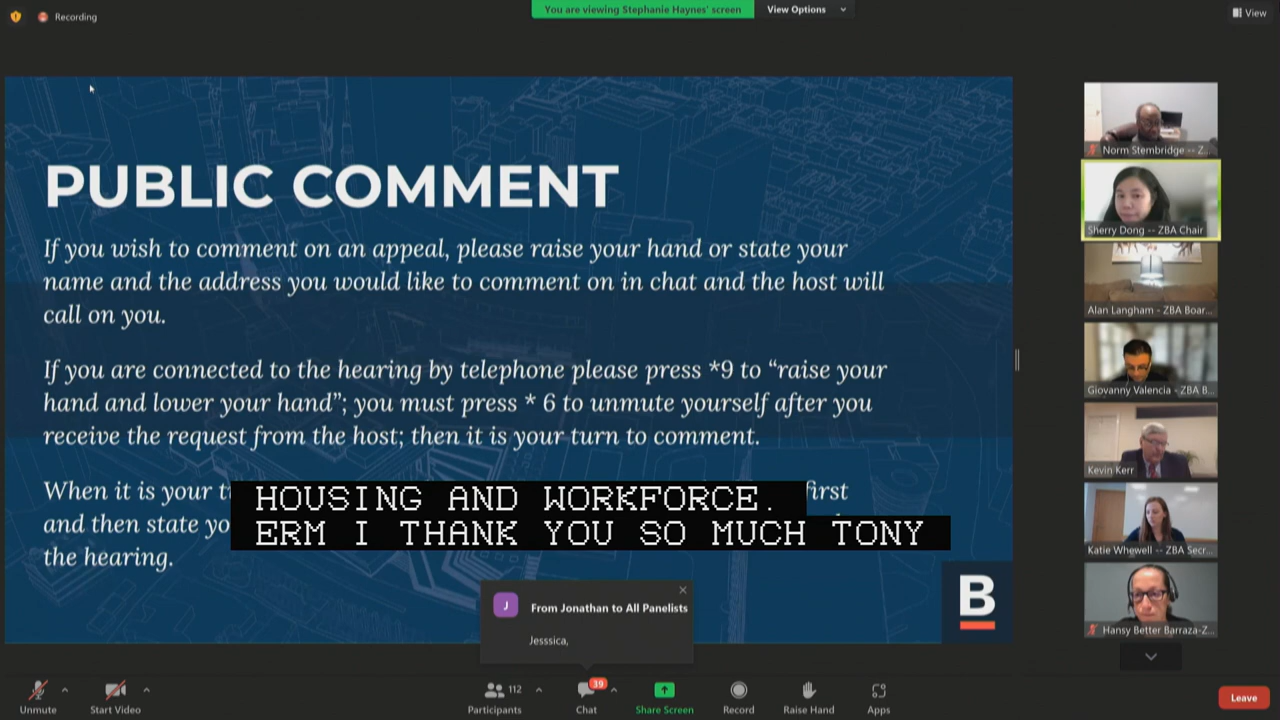 Recording
You are viewing Stephanie Haynes' screen
View Options
View
PUBLIC COMMENT
If you wish to comment on an appeal, please raise your hand or state your
name and the address you would like to comment on in chat and the host will
call on you.
If you are connected to the hearing by telephone please press *9 to “raise your
hand and lower your hand”; you must press * 6 to unmute yourself after you
receive the request from the host; then it is your turn to comment.
When it is your first
and then state
the hearing.
HOUSING AND WORKFORCE.
ERM I THANK YOU SO MUCH TONY
B
J
From Jonathan to All Panelists
Jesssica,
Norm Stembridge -- Z...
Sherry Dong -- ZBA Chair
Alan Langham - ZBA Boar...
Giovanny Valencia - ZBA B...
Kevin Kerr
Katie Whewell -- ZBA Secr...
Hansy Better Barraza-Z...
Unmute
Start Video
112
Participants
39
Chat
Share Screen
Record
Raise Hand
Apps
Leave